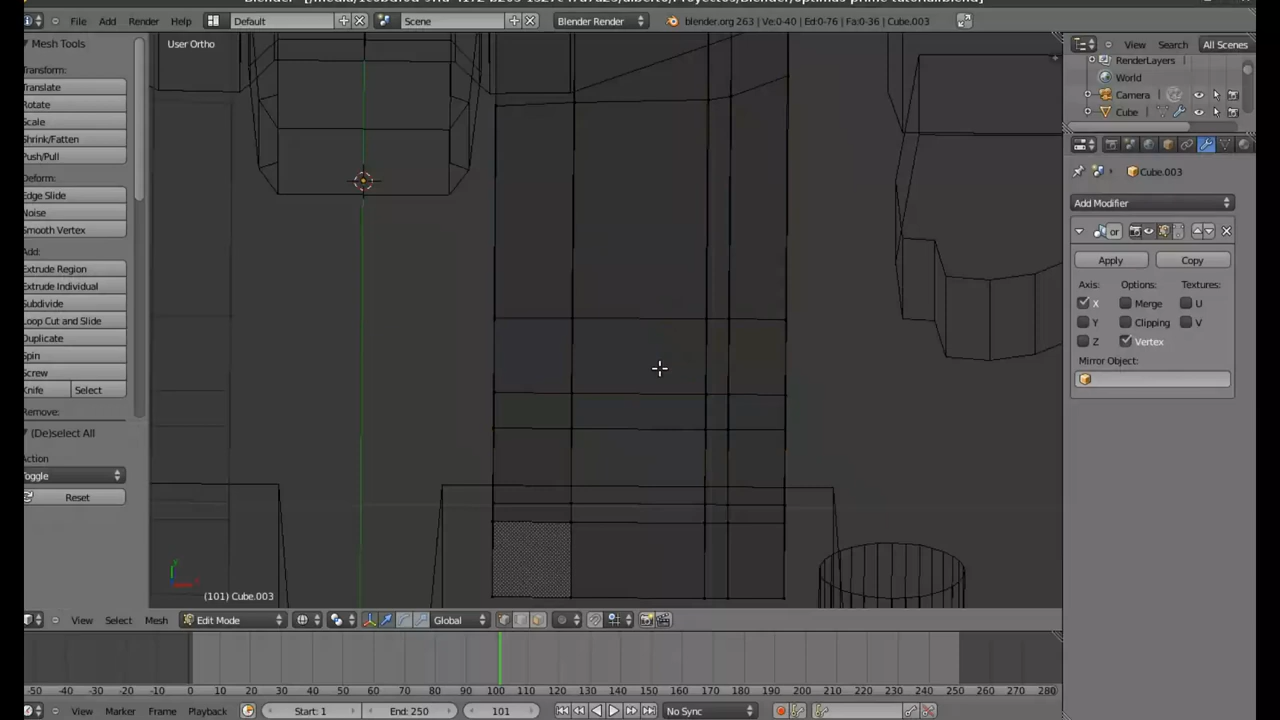 File Add Render Help Default Scene Blender Render blender.org 263 | Ve:0-40 | Ed:0-76 | Fa:0-36 | Cube.003
Mesh Tools
Transform:
Translate
Rotate
Scale
Shrink/Fatten
Push/Pull
Deform:
Edge Slide
Noise
Smooth Vertex
Add:
Extrude Region
Extrude Individual
Subdivide
Loop Cut and Slide
Duplicate
Spin
Screw
Knife Select
Remove:
(De)select All
Action
Toggle
Reset
User Ortho
(101) Cube.003
View Search All Scenes
RenderLayers
World
Camera
Cube
Cube.003
Add Modifier
or
Apply Copy
Axis: Options: Textures:
X Merge U
Y Clipping V
Z Vertex
Mirror Object:
View Select Mesh Edit Mode Global
-50 -40 -30 -20 -10 0 10 20 30 40 50 60 70 80 90 100 110 120 130 140 150 160 170 180 190 200 210 220 230 240 250 260 270 280
View Marker Frame Playback Start: 1 End: 250 101 No Sync